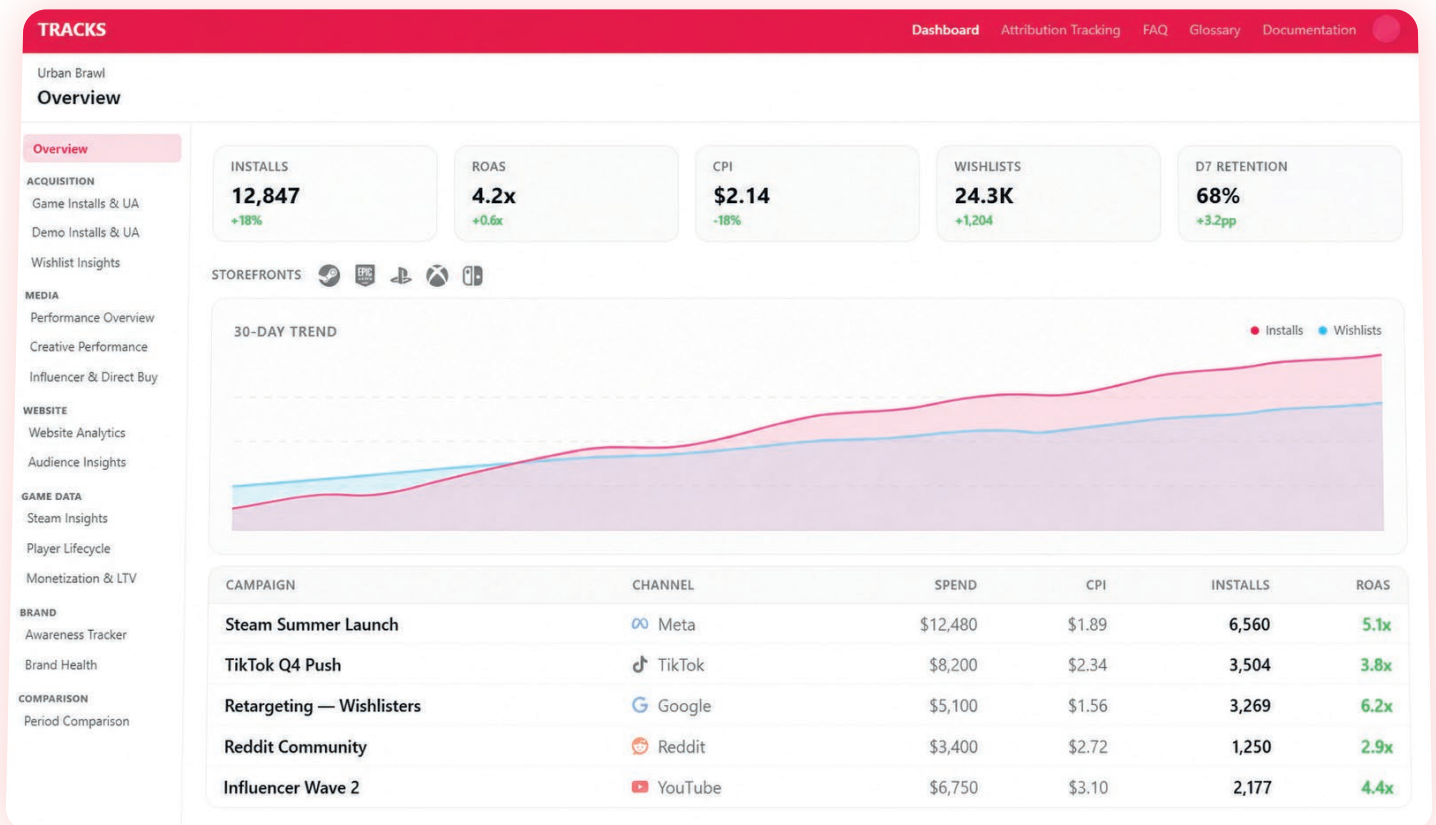 TRACKS
Dashboard Attribution Tracking FAQ Glossary Documentation
Urban Brawl
Overview
Overview
ACQUISITION
Game Installs & UA
Demo Installs & UA
Wishlist Insights
MEDIA
Performance Overview
Creative Performance
Influencer & Direct Buy
WEBSITE
Website Analytics
Audience Insights
GAME DATA
Steam Insights
Player Lifecycle
Monetization & LTV
BRAND
Awareness Tracker
Brand Health
COMPARISON
Period Comparison
INSTALLS
12,847
+18%
ROAS
4.2x
+0.6x
CPI
$2.14
-18%
WISHLISTS
24.3K
+1,204
D7 RETENTION
68%
+3.2pp
STOREFRONTS
EPIC
30-DAY TREND
Installs Wishlists
CAMPAIGN CHANNEL SPEND CPI INSTALLS ROAS
Steam Summer Launch Meta $12,480 $1.89 6,560 5.1x
TikTok Q4 Push TikTok $8,200 $2.34 3,504 3.8x
Retargeting — Wishlisters Google $5,100 $1.56 3,269 6.2x
Reddit Community Reddit $3,400 $2.72 1,250 2.9x
Influencer Wave 2 YouTube $6,750 $3.10 2,177 4.4x